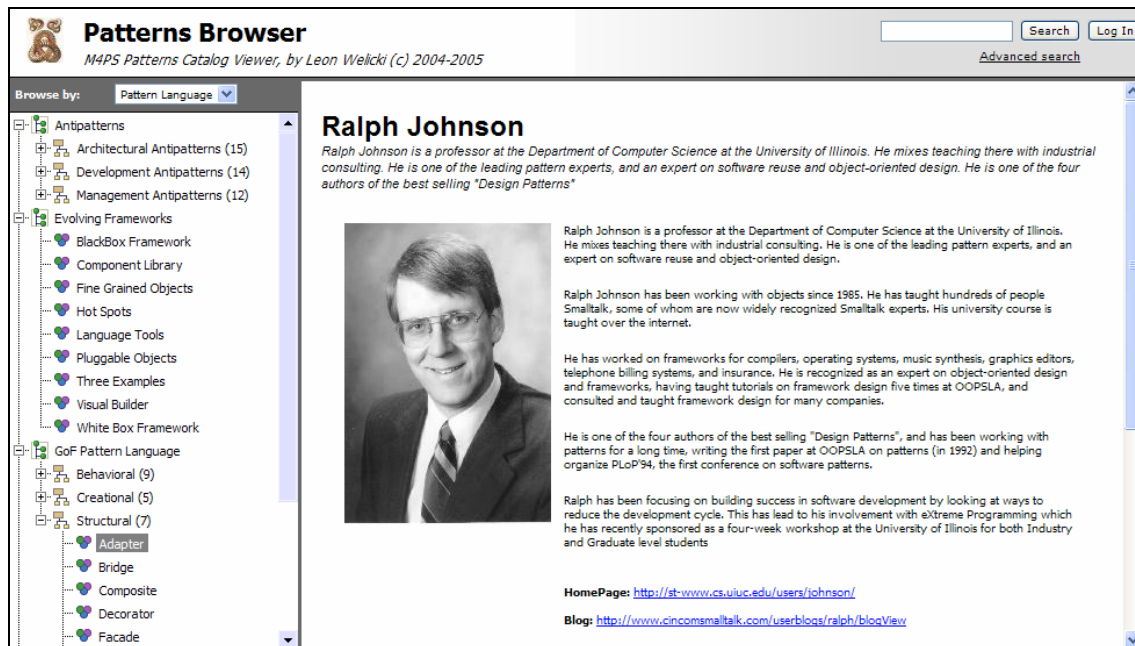 Patterns Browser
M4PS Patterns Catalog Viewer, by Leon Welicki (c) 2004-2005
Search
Log In
Advanced search
Browse by:
Pattern Language
Antipatterns
Architectural Antipatterns (15)
Development Antipatterns (14)
Management Antipatterns (12)
Evolving Frameworks
BlackBox Framework
Component Library
Fine Grained Objects
Hot Spots
Language Tools
Pluggable Objects
Three Examples
Visual Builder
White Box Framework
GoF Pattern Language
Behavioral (9)
Creational (5)
Structural (7)
Adapter
Bridge
Composite
Decorator
Facade
Ralph Johnson
Ralph Johnson is a professor at the Department of Computer Science at the University of Illinois. He mixes teaching there with industrial
consulting. He is one of the leading pattern experts, and an expert on software reuse and object-oriented design. He is one of the four
authors of the best selling "Design Patterns"
Ralph Johnson is a professor at the Department of Computer Science at the University of Illinois.
He mixes teaching there with industrial consulting. He is one of the leading pattern experts, and an
expert on software reuse and object-oriented design.
Ralph Johnson has been working with objects since 1985. He has taught hundreds of people
Smalltalk, some of whom are now widely recognized Smalltalk experts. His university course is
taught over the internet.
He has worked on frameworks for compilers, operating systems, music synthesis, graphics editors,
telephone billing systems, and insurance. He is recognized as an expert on object-oriented design
and frameworks, having taught tutorials on framework design five times at OOPSLA, and
consulted and taught framework design for many companies.
He is one of the four authors of the best selling "Design Patterns", and has been working with
patterns for a long time, writing the first paper at OOPSLA on patterns (in 1992) and helping
organize PLoP'94, the first conference on software patterns.
Ralph has been focusing on building success in software development by looking at ways to
reduce the development cycle. This has lead to his involvement with eXtreme Programming which
he has recently sponsored as a four-week workshop at the University of Illinois for both Industry
and Graduate level students
HomePage: http://st-www.cs.uiuc.edu/users/johnson/
Blog: http://www.cincomsmalltalk.com/userblogs/ralph/blogView